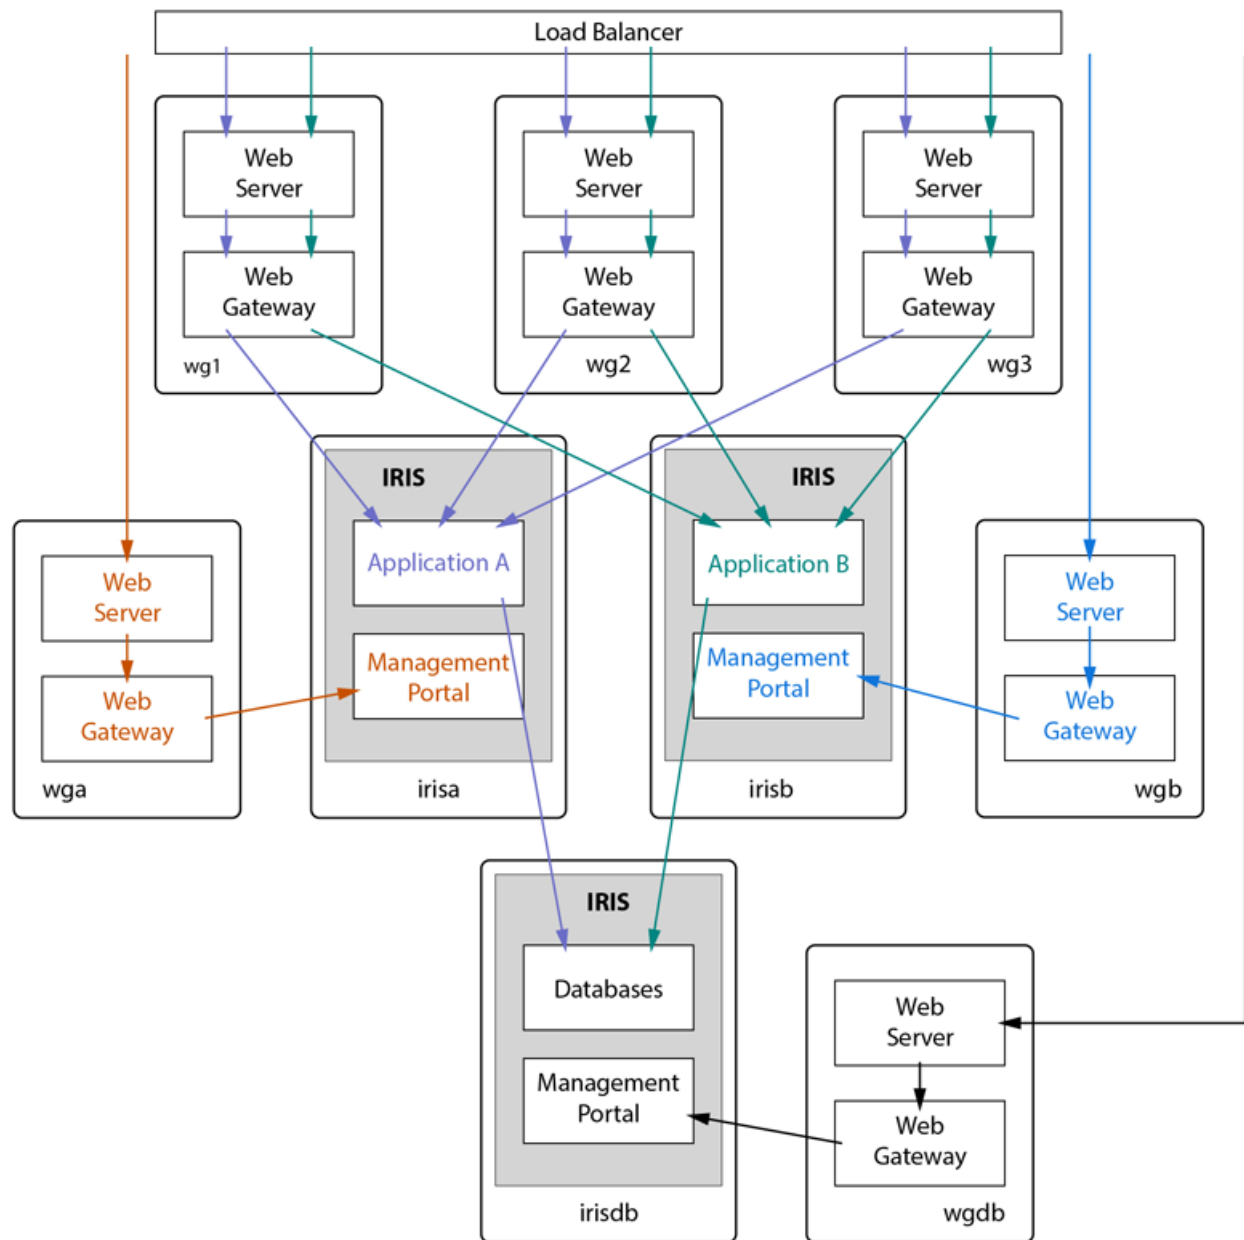 Load Balancer
Web
Server
Web
Gateway
wg1
Web
Server
Web
Gateway
wg2
Web
Server
Web
Gateway
wg3
Web
Server
Web
Gateway
wga
IRIS
Application A
Management
Portal
irisa
IRIS
Application B
Management
Portal
irisb
Web
Server
Web
Gateway
wgb
IRIS
Databases
Management
Portal
irisdb
Web
Server
Web
Gateway
wgdb